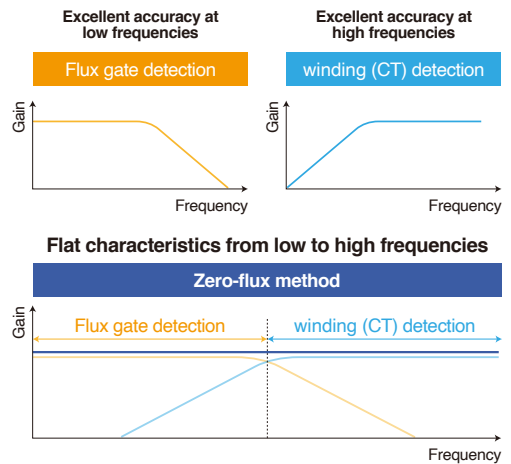 Excellent accuracy at
low frequencies
Flux gate detection
Gain
Frequency
Excellent accuracy at
high frequencies
winding (CT) detection
Gain
Frequency
Flat characteristics from low to high frequencies
Zero-flux method
Gain
Flux gate detection
winding (CT) detection
Frequency